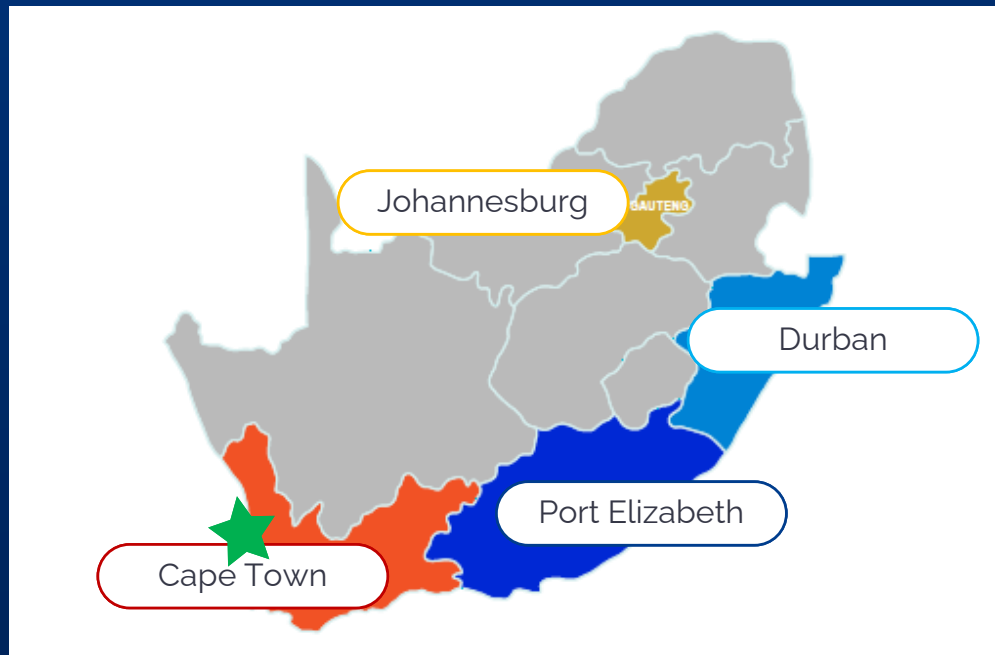 Johannesburg
GAUTENG
Durban
Port Elizabeth
Cape Town